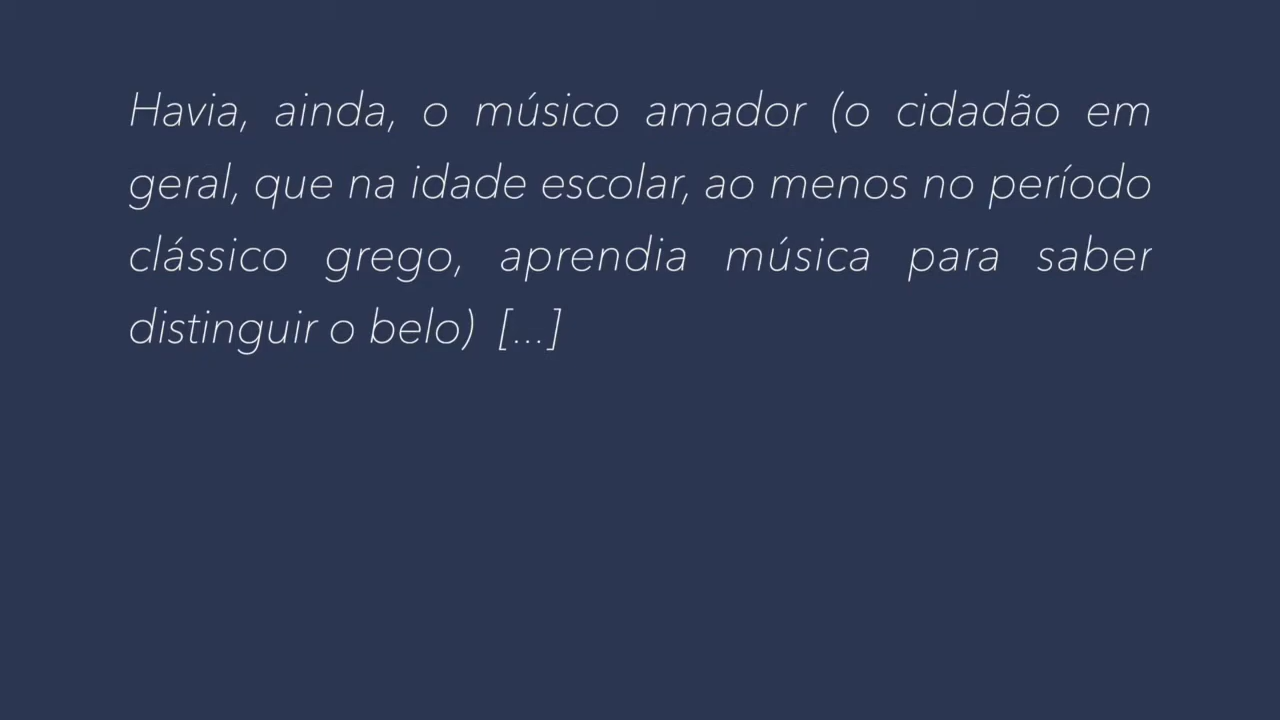 Havia, ainda, o músico amador (o cidadão em
geral, que na idade escolar, ao menos no período
clássico grego, aprendia música para saber
distinguir o belo) [...]